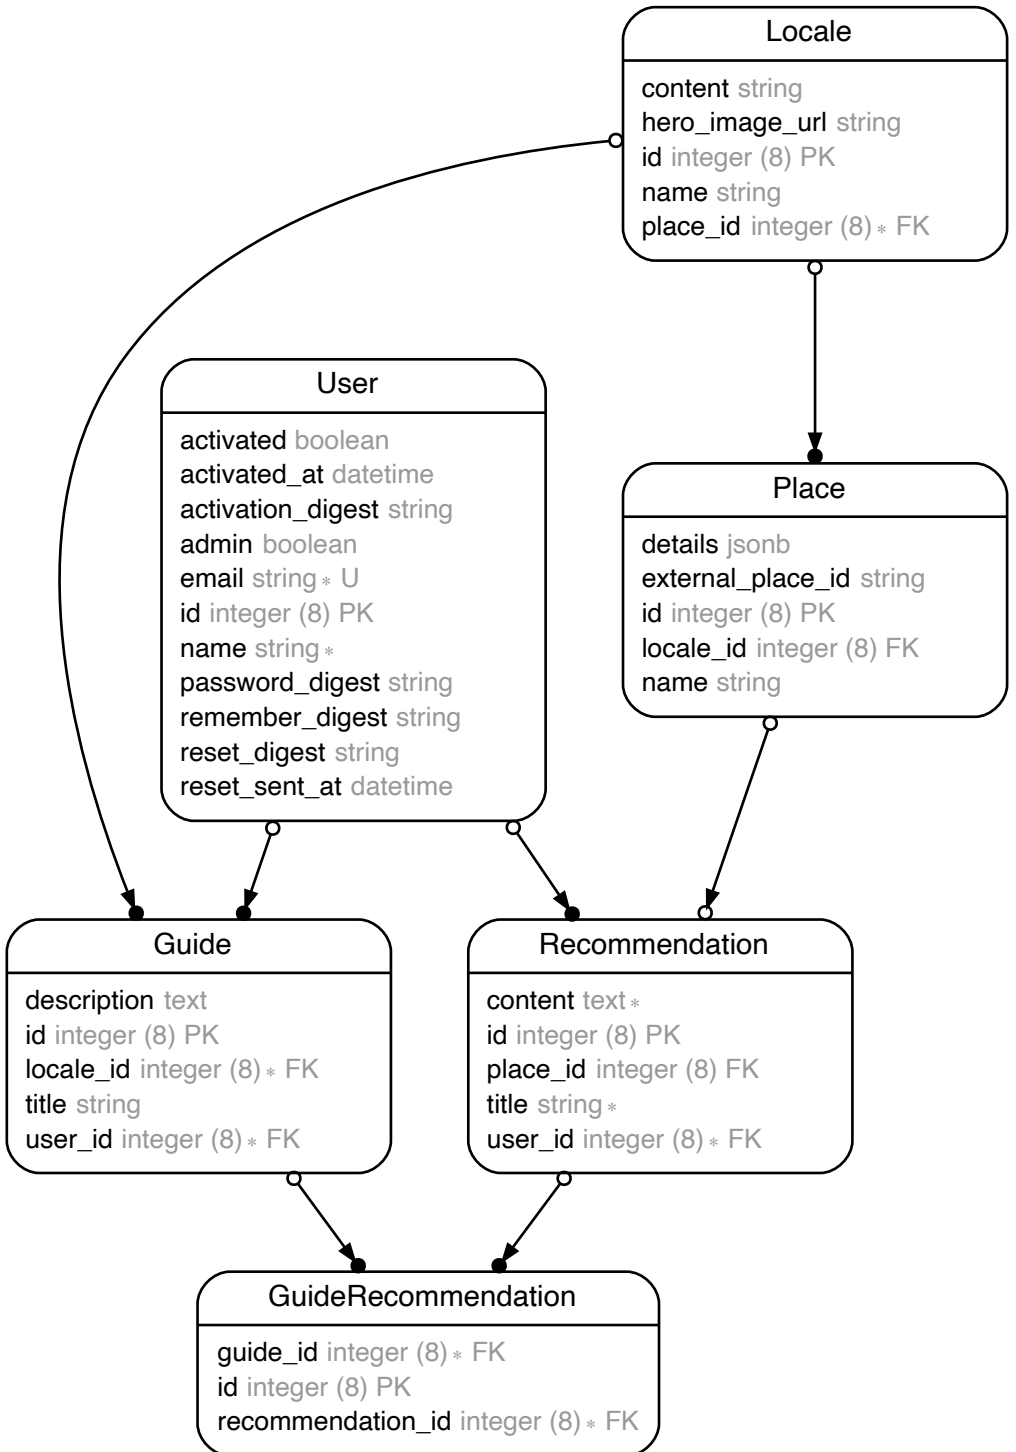 Locale
content string
hero_image_url string
id integer (8) PK
name string
place_id integer (8) ∗ FK
User
activated boolean
activated_at datetime
activation_digest string
admin boolean
email string ∗ U
id integer (8) PK
name string ∗
password_digest string
remember_digest string
reset_digest string
reset_sent_at datetime
Place
details jsonb
external_place_id string
id integer (8) PK
locale_id integer (8) FK
name string
Guide
description text
id integer (8) PK
locale_id integer (8) ∗ FK
title string
user_id integer (8) ∗ FK
Recommendation
content text ∗
id integer (8) PK
place_id integer (8) FK
title string ∗
user_id integer (8) ∗ FK
GuideRecommendation
guide_id integer (8) ∗ FK
id integer (8) PK
recommendation_id integer (8) ∗ FK